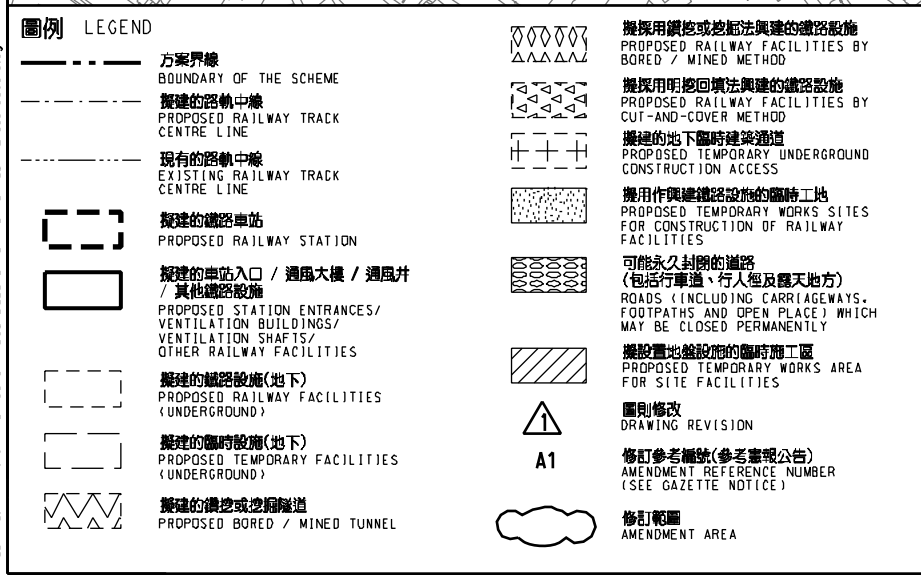 圖例 LEGEND
方案界線
BOUNDARY OF THE SCHEME
擬建的路軌中線
PROPOSED RAILWAY TRACK
CENTRE LINE
現有的路軌中線
EXISTING RAILWAY TRACK
CENTRE LINE
擬建的鐵路車站
PROPOSED RAILWAY STATION
擬建的車站入口 / 通風大樓 / 通風井
/ 其他鐵路設施
PROPOSED STATION ENTRANCES/
VENTILATION BUILDINGS/
VENTILATION SHAFTS/
OTHER RAILWAY FACILITIES
擬建的鐵路設施(地下)
PROPOSED RAILWAY FACILITIES
(UNDERGROUND)
擬建的臨時設施(地下)
PROPOSED TEMPORARY FACILITIES
(UNDERGROUND)
擬建的鑽挖或挖掘隧道
PROPOSED BORED / MINED TUNNEL
擬採用鑽挖或挖掘法興建的鐵路設施
PROPOSED RAILWAY FACILITIES BY
BORED / MINED METHOD
擬採用明挖回填法興建的鐵路設施
PROPOSED RAILWAY FACILITIES BY
CUT-AND-COVER METHOD
擬建的地下臨時建築通道
PROPOSED TEMPORARY UNDERGROUND
CONSTRUCTION ACCESS
擬用作興建鐵路設施的臨時工地
PROPOSED TEMPORARY WORKS SITES
FOR CONSTRUCTION OF RAILWAY
FACILITIES
可能永久封閉的道路
(包括行車道、行人徑及露天地方)
ROADS (INCLUDING CARRIAGEWAYS,
FOOTPATHS AND OPEN PLACE) WHICH
MAY BE CLOSED PERMANENTLY
擬設置地盤設施的臨時施工區
PROPOSED TEMPORARY WORKS AREA
FOR SITE FACILITIES
1
圖則修改
DRAWING REVISION
A1
修訂參考編號(參考憲報公告)
AMENDMENT REFERENCE NUMBER
(SEE GAZETTE NOTICE)
修訂範圍
AMENDMENT AREA